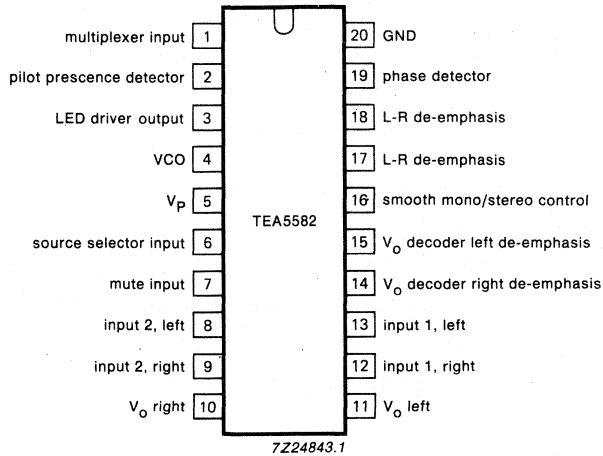 multiplexer input 1
pilot prescence detector 2
LED driver output 3
VCO 4
VP 5
source selector input 6
mute input 7
input 2, left 8
input 2, right 9
Vo right 10
TEA5582
20 GND
19 phase detector
18 L-R de-emphasis
17 L-R de-emphasis
16 smooth mono/stereo control
15 Vo decoder left de-emphasis
14 Vo decoder right de-emphasis
13 input 1, left
12 input 1, right
11 Vo left
7Z24843.1